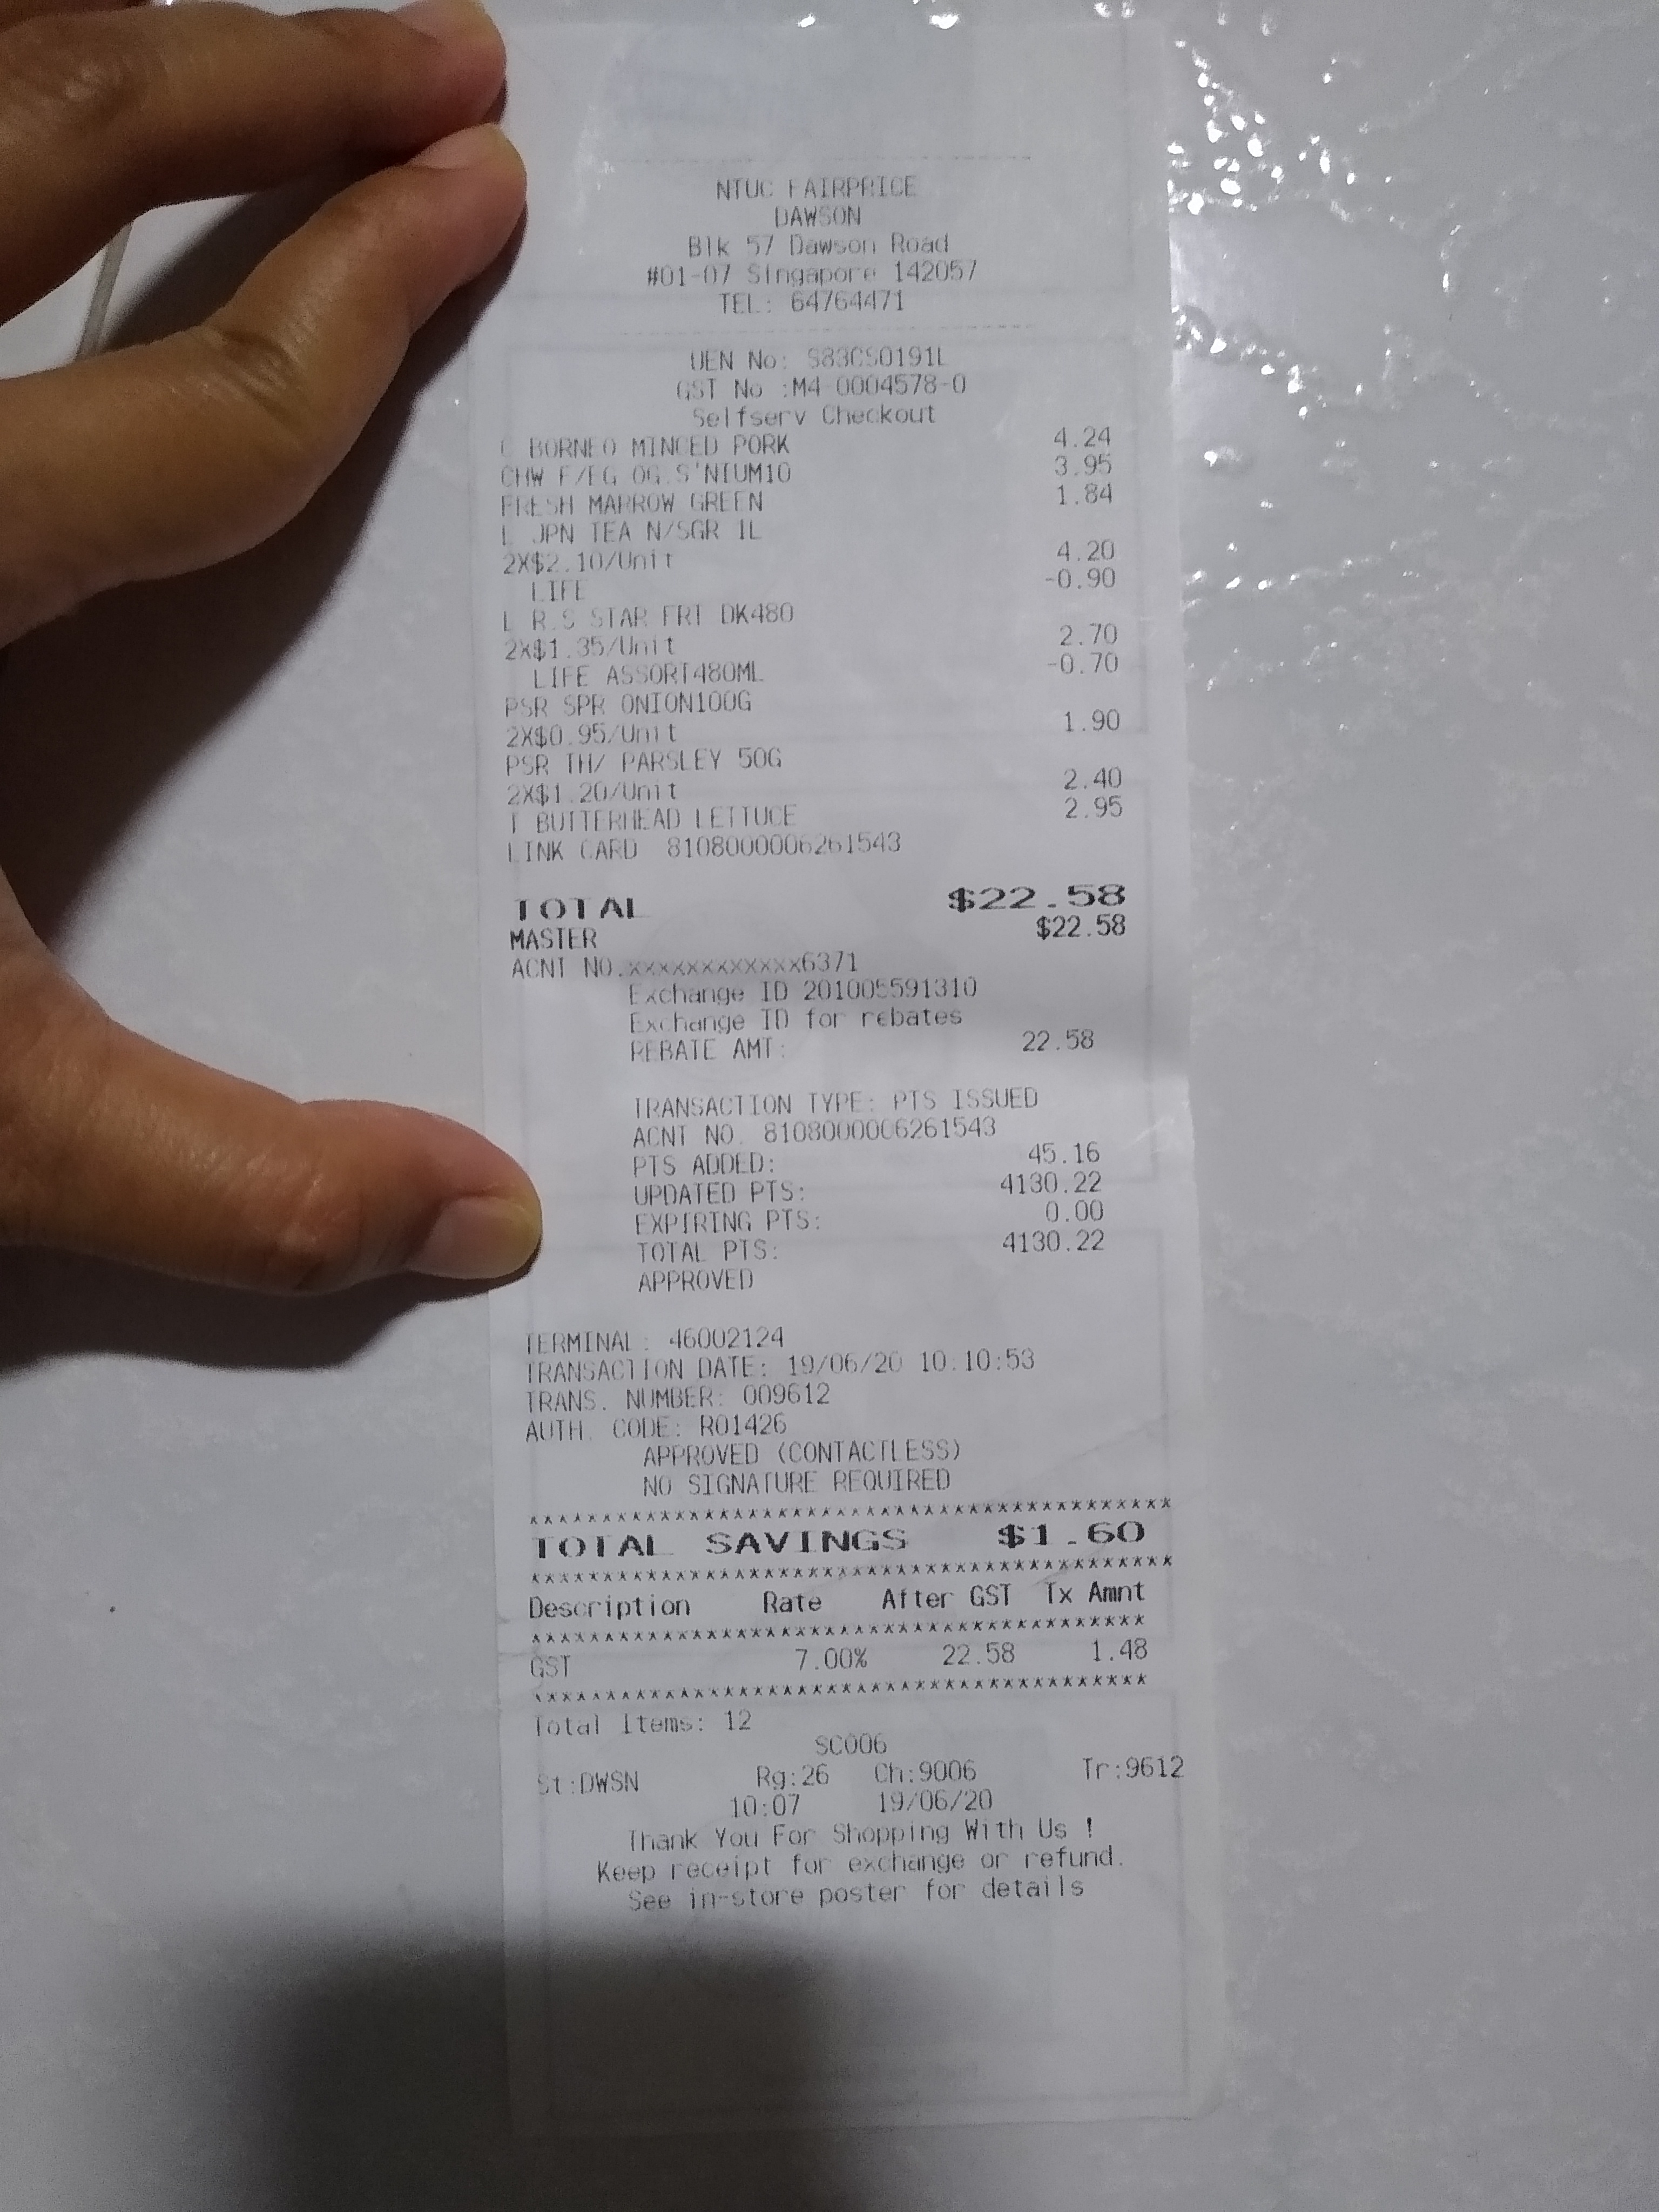 NTUC FAIRPRICE
DAWSON
Blk 57 Dawson Road
#01-07 Singapore 142057
TEL: 64764471
UEN No: S83CS0191L
GST No :M4-0004578-0
Selfserv Checkout
C BORNEO MINCED PORK 4.24
CHW F/EG OG.S'NIUM10 3.95
FRESH MARROW GREEN 1.84
L JPN TEA N/SGR 1L
2X$2.10/Unit 4.20
LIFE -0.90
L R.S STAR FRT DK480
2X$1.35/Unit 2.70
LIFE ASSORT480ML -0.70
PSR SPR ONION100G
2X$0.95/Unit 1.90
PSR TH/ PARSLEY 50G
2X$1.20/Unit 2.40
T BUTTERHEAD LETTUCE 2.95
LINK CARD 8108000006261543
TOTAL $22.58
MASTER $22.58
ACNT NO.xxxxxxxxxxxx6371
Exchange ID 201005591310
Exchange ID for rebates
REBATE AMT: 22.58
TRANSACTION TYPE: PTS ISSUED
ACNT NO. 8108000006261543
PTS ADDED: 45.16
UPDATED PTS: 4130.22
EXPIRING PTS: 0.00
TOTAL PTS: 4130.22
APPROVED
TERMINAL: 46002124
TRANSACTION DATE: 19/06/20 10:10:53
TRANS. NUMBER: 009612
AUTH. CODE: R01426
APPROVED (CONTACTLESS)
NO SIGNATURE REQUIRED
******************************************
TOTAL SAVINGS $1.60
******************************************
Description Rate After GST Tx Amnt
******************************************
GST 7.00% 22.58 1.48
******************************************
Total Items: 12
SC006
St:DWSN Rg:26 Ch:9006 Tr:9612
10:07 19/06/20
Thank You For Shopping With Us !
Keep receipt for exchange or refund.
See in-store poster for details